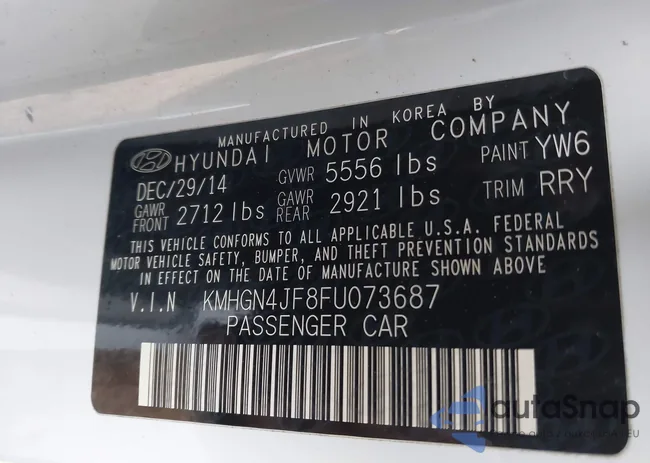 MANUFACTURED IN KOREA BY
HYUNDAI MOTOR COMPANY
DEC/29/14 GVWR 5556 lbs PAINT YW6
GAWR FRONT 2712 lbs GAWR REAR 2921 lbs TRIM RRY
THIS VEHICLE CONFORMS TO ALL APPLICABLE U.S.A. FEDERAL
MOTOR VEHICLE SAFETY, BUMPER, AND THEFT PREVENTION STANDARDS
IN EFFECT ON THE DATE OF MANUFACTURE SHOWN ABOVE
V.I.N KMHGN4JF8FU073687
PASSENGER CAR
autoSnap